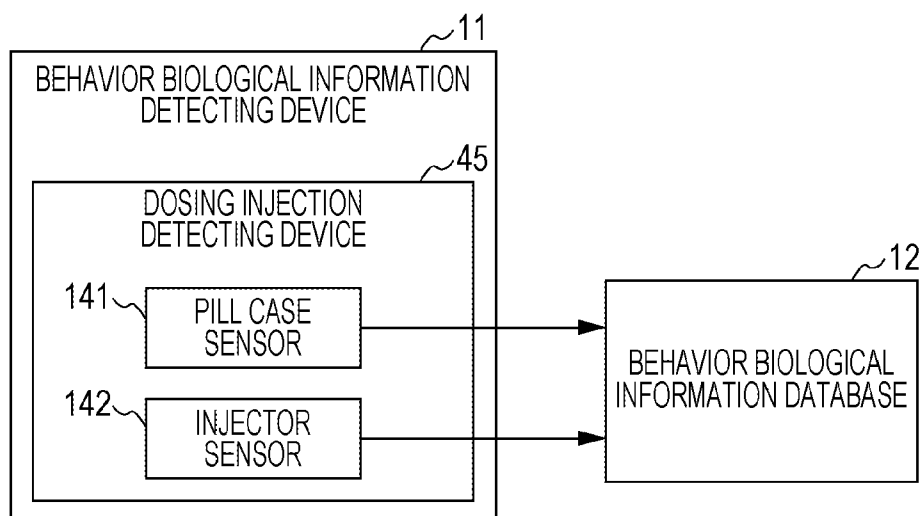 11
BEHAVIOR BIOLOGICAL INFORMATION
DETECTING DEVICE
45
DOSING INJECTION
DETECTING DEVICE
141
PILL CASE
SENSOR
142
INJECTOR
SENSOR
12
BEHAVIOR BIOLOGICAL
INFORMATION DATABASE